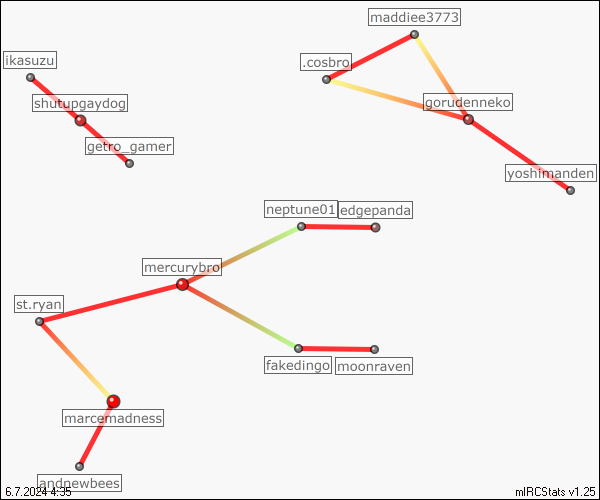 maddiee3773
ikasuzu
.cosbro
shutupgaydog
gorudenneko
getro_gamer
yoshimanden
neptune01
edgepanda
mercurybro
st.ryan
fakedingo
moonraven
marcemadness
andnewbees
6.7.2024 4:35
mIRCStats v1.25